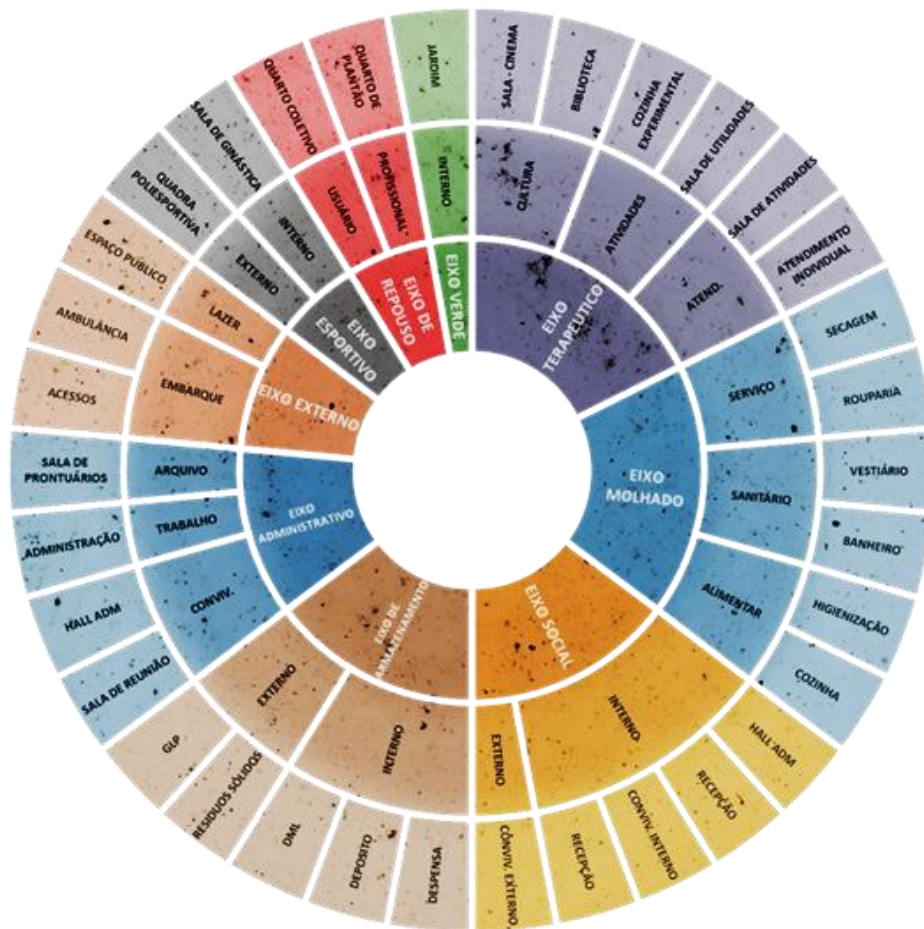 SALA - CINEMA
BIBLIOTECA
COZINHA
EXPERIMENTAL
SALA DE UTILIDADES
SALA DE ATIVIDADES
ATENDIMENTO
INDIVIDUAL
SECAGEM
ROUPARIA
VESTIÁRIO
BANHEIRO
HIGIENIZAÇÃO
COZINHA
HALL ADM
RECEPÇÃO
CONVIV. INTERNO
RECEPÇÃO
CONVIV. EXTERNO
DESPENSA
DEPOSITO
DML
RESÍDUOS SÓLIDOS
GLP
SALA DE REUNIÃO
HALL ADM
ADMINISTRAÇÃO
SALA DE
PRONTUÁRIOS
ACESSOS
AMBULÂNCIA
ESPAÇO PÚBLICO
QUADRA
POLIESPORTIVA
SALA DE GINÁSTICA
QUARTO COLETIVO
QUARTO DE
PLANTÃO
JARDIM
CULTURA
ATIVIDADES
ATEND.
SERVIÇO
SANITÁRIO
ALIMENTAR
INTERNO
EXTERNO
INTERNO
EXTERNO
CONVIV.
TRABALHO
ARQUIVO
EMBARQUE
LAZER
EXTERNO
INTERNO
USUÁRIO
PROFISSIONAL
INTERNO
EIXO
TERAPEUTICO
EIXO
MOLHADO
EIXO SOCIAL
EIXO DE
ARMAZENAMENTO
EIXO
ADMINISTRATIVO
EIXO EXTERNO
EIXO
ESPORTIVO
EIXO DE
REPOUSO
EIXO VERDE